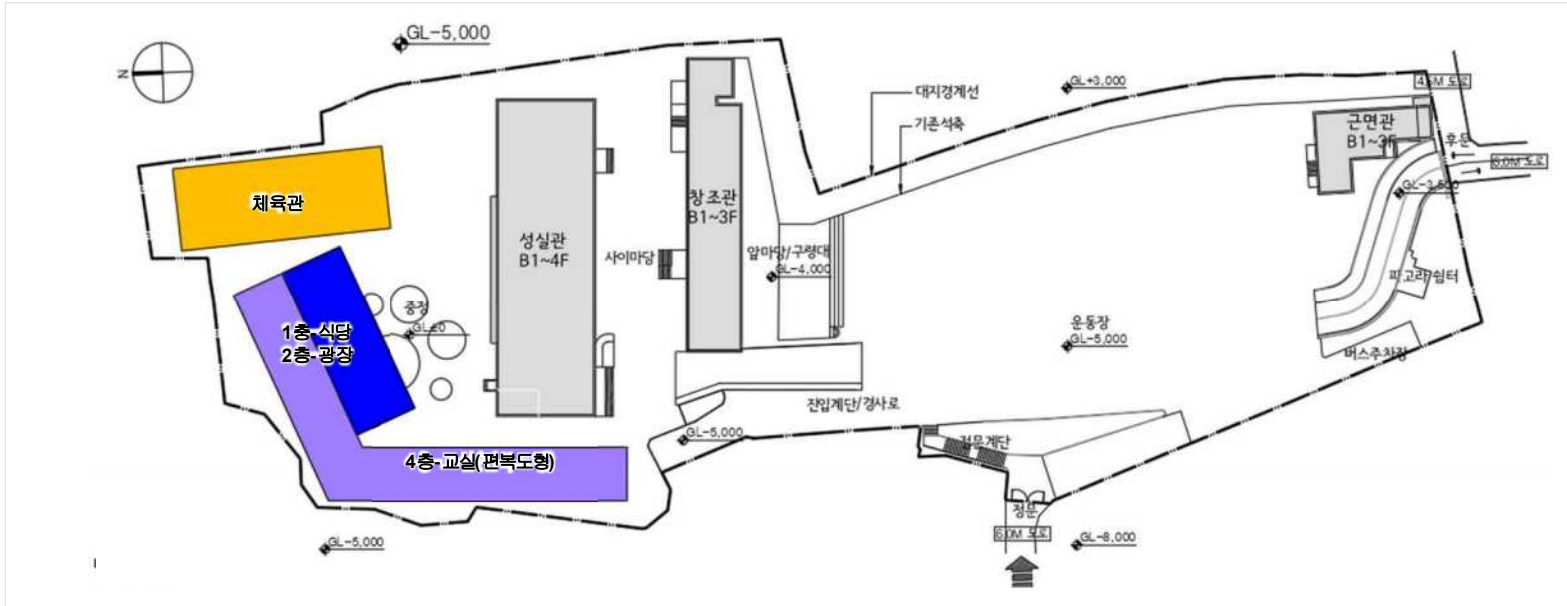 GL-5,000
N
대지경계선
기존석축
GL+3,000
4.5M 도로
근면관
B1~3F
후문
6.0M 도로
GL-3,500
체육관
성실관
B1~4F
사이마당
창조관
B1~3F
앞마당/구령대
GL-4,000
파고라/쉼터
중정
GL±0
1층-식당
2층-광장
운동장
GL-5,000
버스주차장
진입계단/경사로
GL-5,000
정문계단
4층-교실(편복도형)
정문
6.0M 도로
GL-5,000
GL-8,000